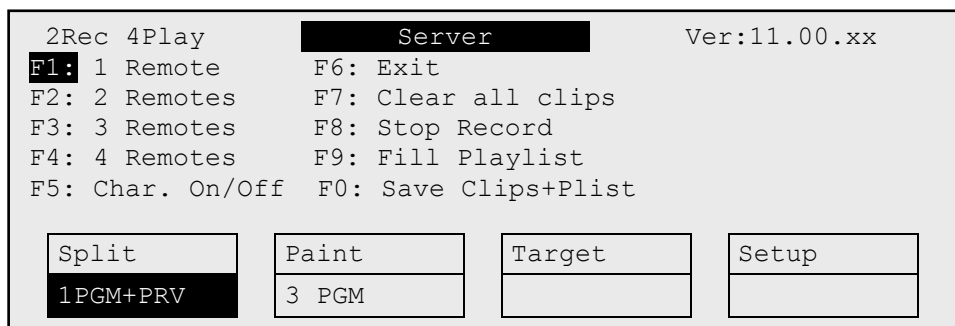 2Rec 4Play Server Ver:11.00.xx
F1: 1 Remote F6: Exit
F2: 2 Remotes F7: Clear all clips
F3: 3 Remotes F8: Stop Record
F4: 4 Remotes F9: Fill Playlist
F5: Char. On/Off F0: Save Clips+Plist
Split Paint Target Setup
1PGM+PRV 3 PGM